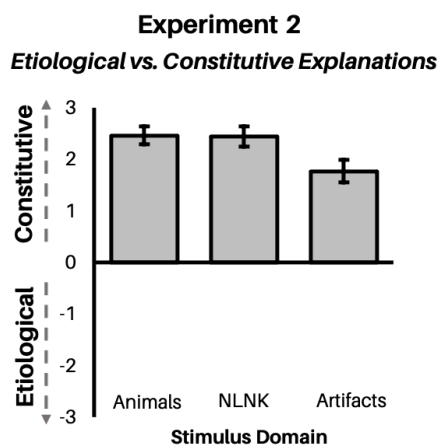 Experiment 2
Etiological vs. Constitutive Explanations
Constitutive
Etiological
3
2
1
0
-1
-2
-3
Animals NLNK Artifacts
Stimulus Domain